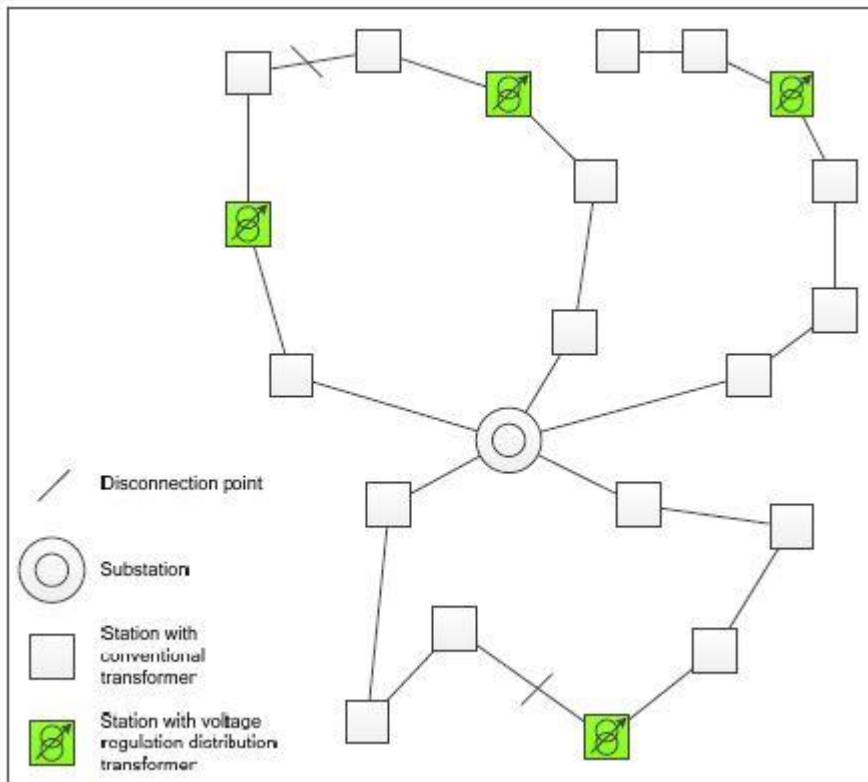 Disconnection point
Substation
Station with
conventional
transformer
Station with voltage
regulation distribution
transformer